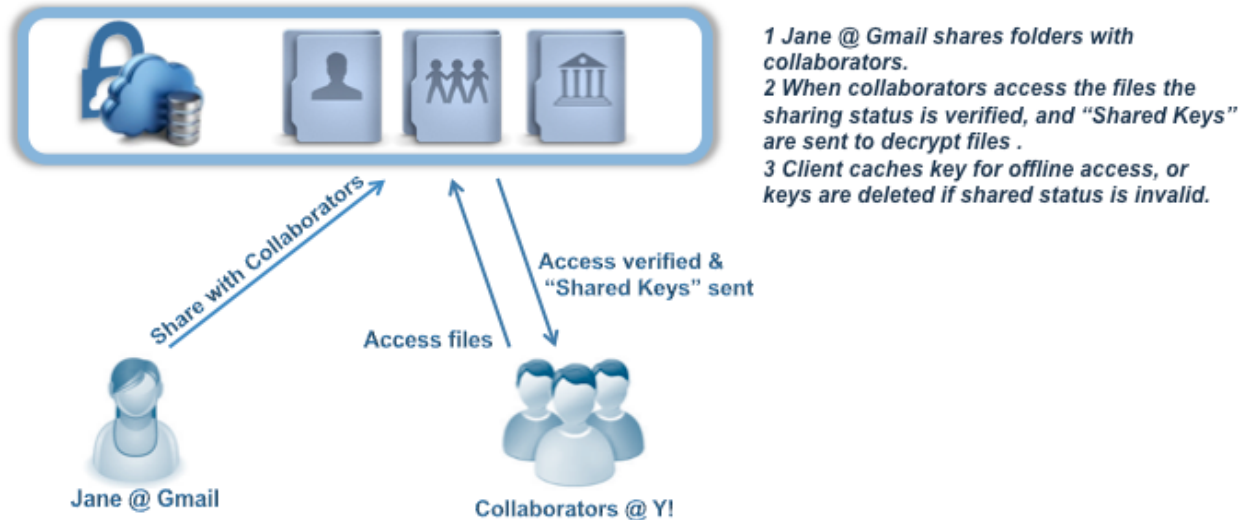 1 Jane @ Gmail shares folders with
collaborators.
2 When collaborators access the files the
sharing status is verified, and “Shared Keys”
are sent to decrypt files .
3 Client caches key for offline access, or
keys are deleted if shared status is invalid.
Share with Collaborators
Access verified &
“Shared Keys” sent
Access files
Jane @ Gmail
Collaborators @ Y!